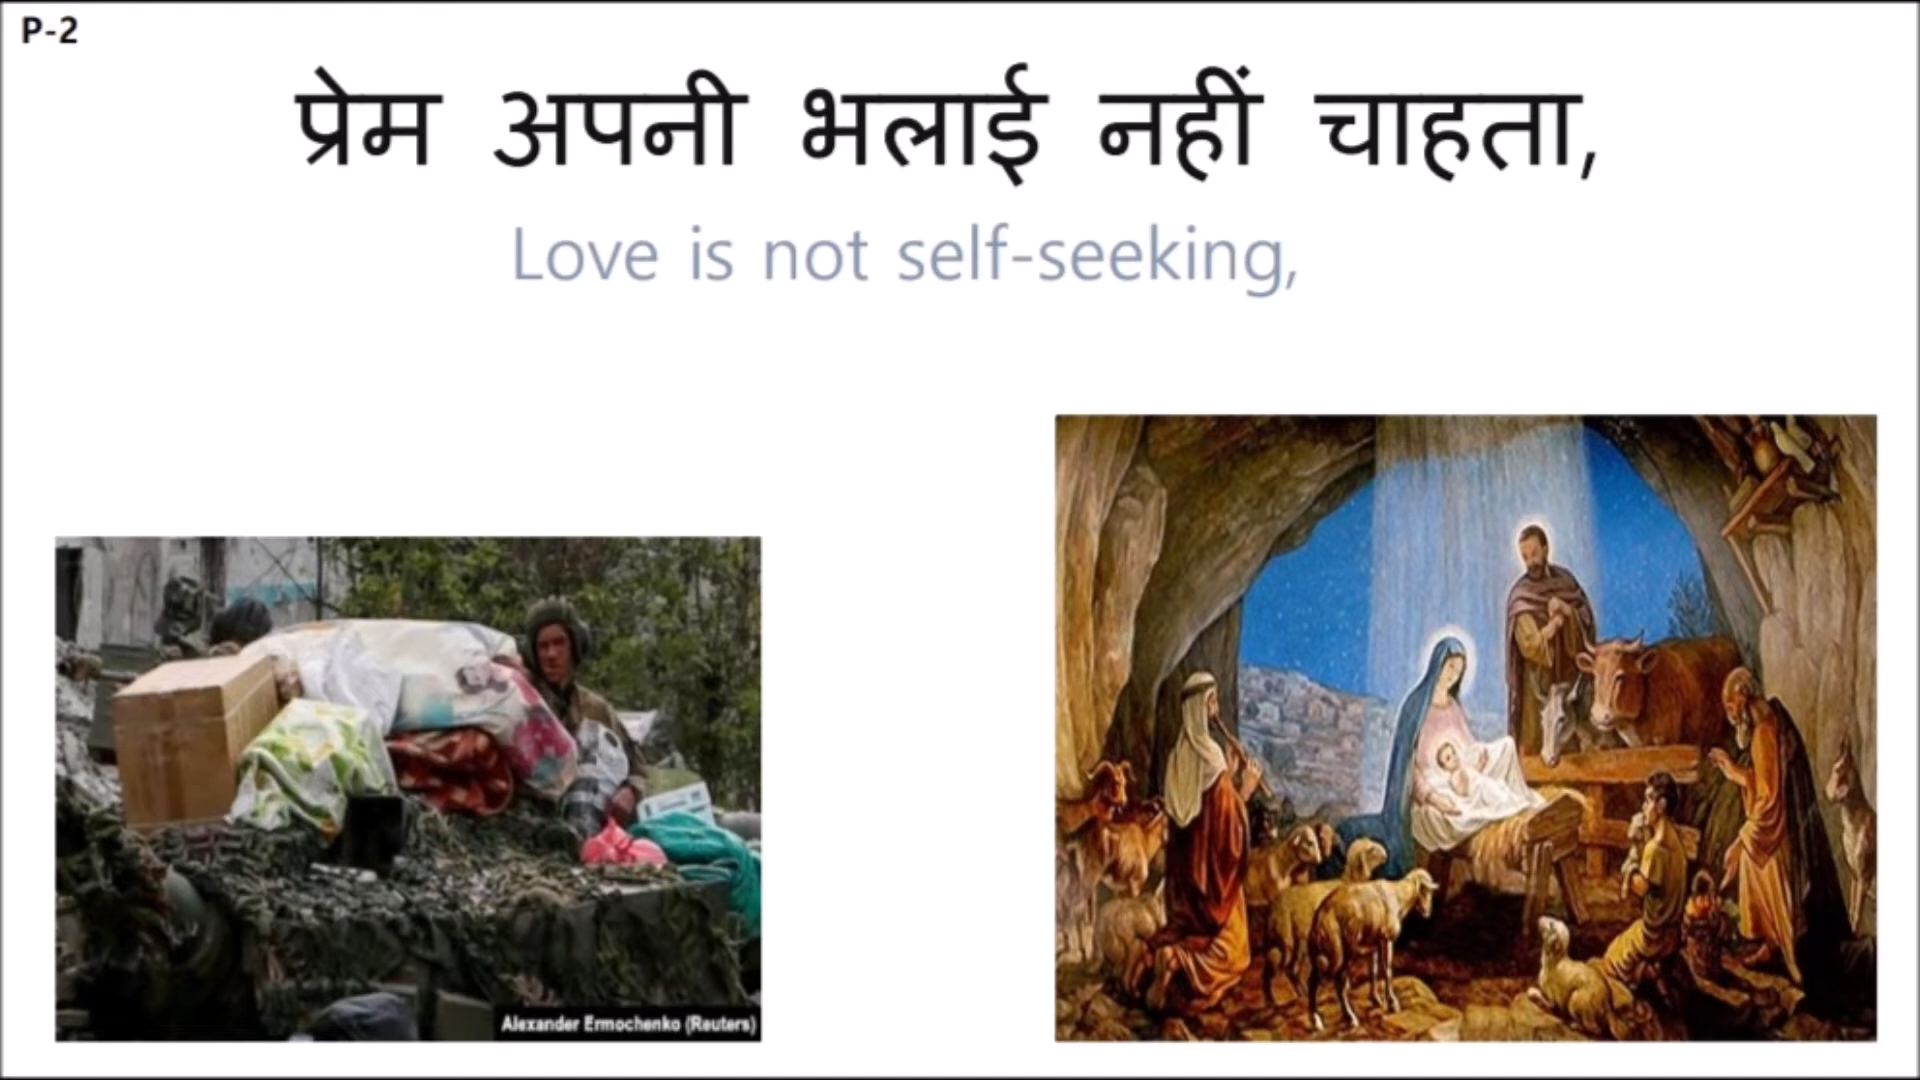 P-2
प्रेम अपनी भलाई नहीं चाहता,
Love is not self-seeking,
Alexander Ermochenko (Reuters)